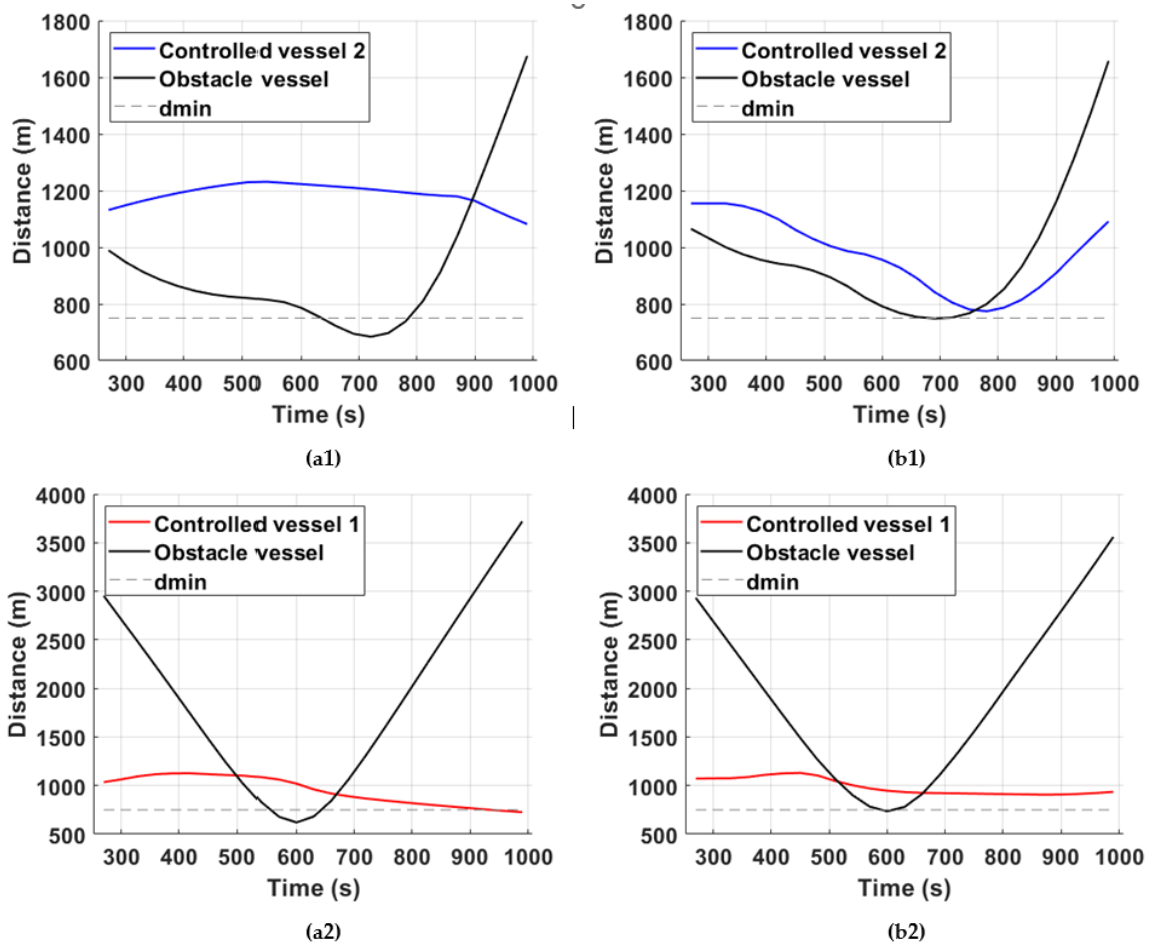 1800
1600
1400
1200
1000
800
600
Distance (m)
Controlled vessel 2
Obstacle vessel
dmin
300 400 500 600 700 800 900 1000
Time (s)
(a1)
1800
1600
1400
1200
1000
800
600
Distance (m)
Controlled vessel 2
Obstacle vessel
dmin
300 400 500 600 700 800 900 1000
Time (s)
(b1)
4000
3500
3000
2500
2000
1500
1000
500
Distance (m)
Controlled vessel 1
Obstacle vessel
dmin
300 400 500 600 700 800 900 1000
Time (s)
(a2)
4000
3500
3000
2500
2000
1500
1000
500
Distance (m)
Controlled vessel 1
Obstacle vessel
dmin
300 400 500 600 700 800 900 1000
Time (s)
(b2)